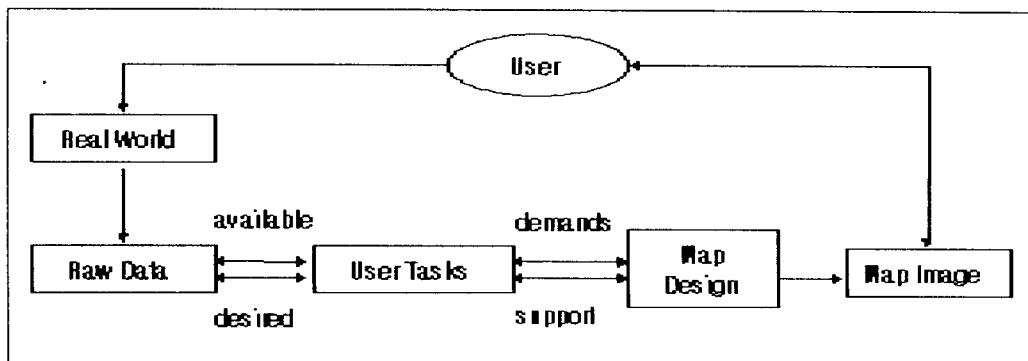 User
Real World
available
demands
Raw Data
User Tasks
Map
Design
Map Image
desired
support